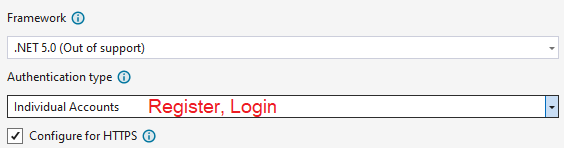 Framework
.NET 5.0 (Out of support)
Authentication type
Individual Accounts Register, Login
Configure for HTTPS